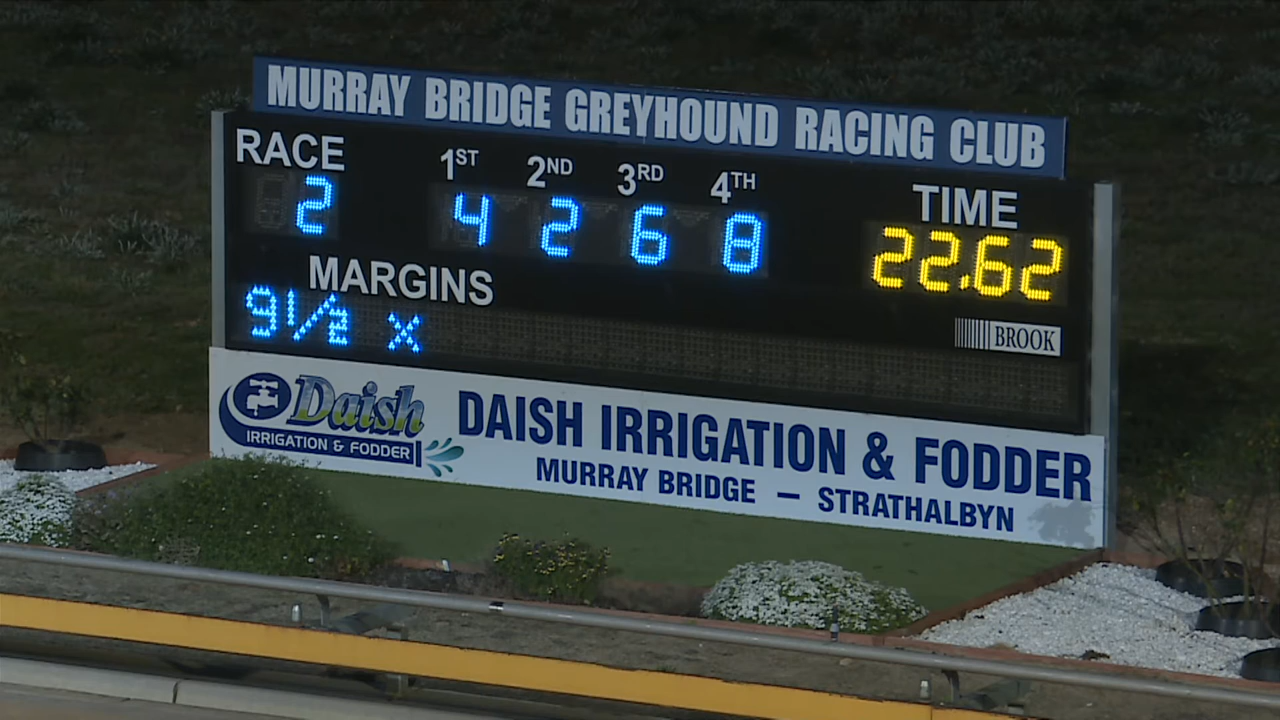 MURRAY BRIDGE GREYHOUND RACING CLUB
RACE 1ST 2ND 3RD 4TH TIME
2 4 2 6 8 22.62
MARGINS
9 1/2 x
BROOK
Daish
IRRIGATION & FODDER
DAISH IRRIGATION & FODDER
MURRAY BRIDGE – STRATHALBYN